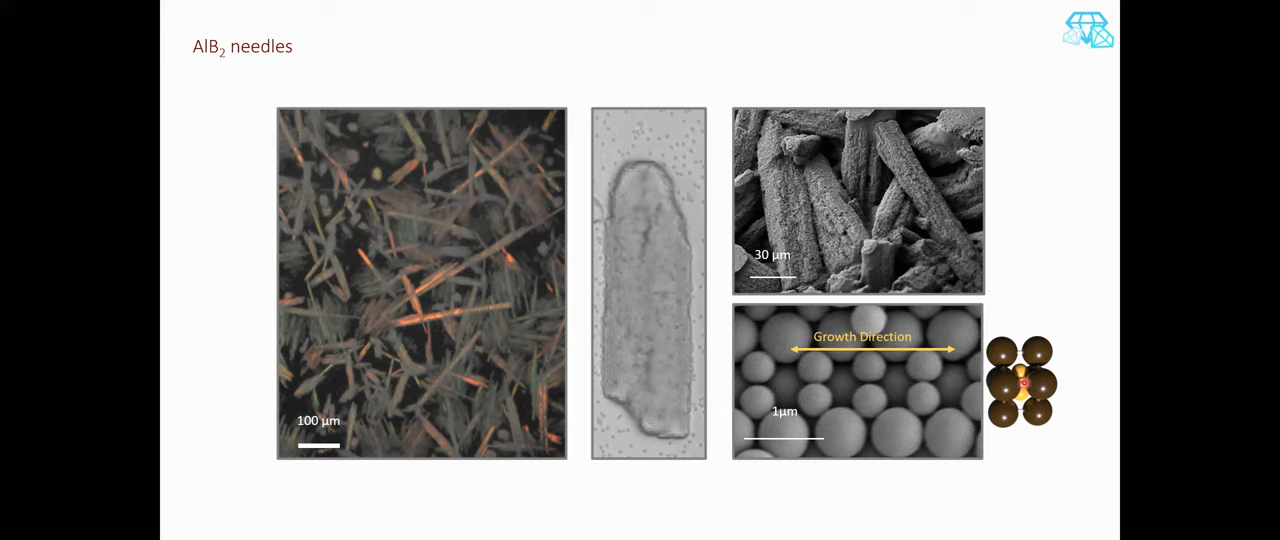 AlB₂ needles
100 μm
30 μm
Growth Direction
1μm